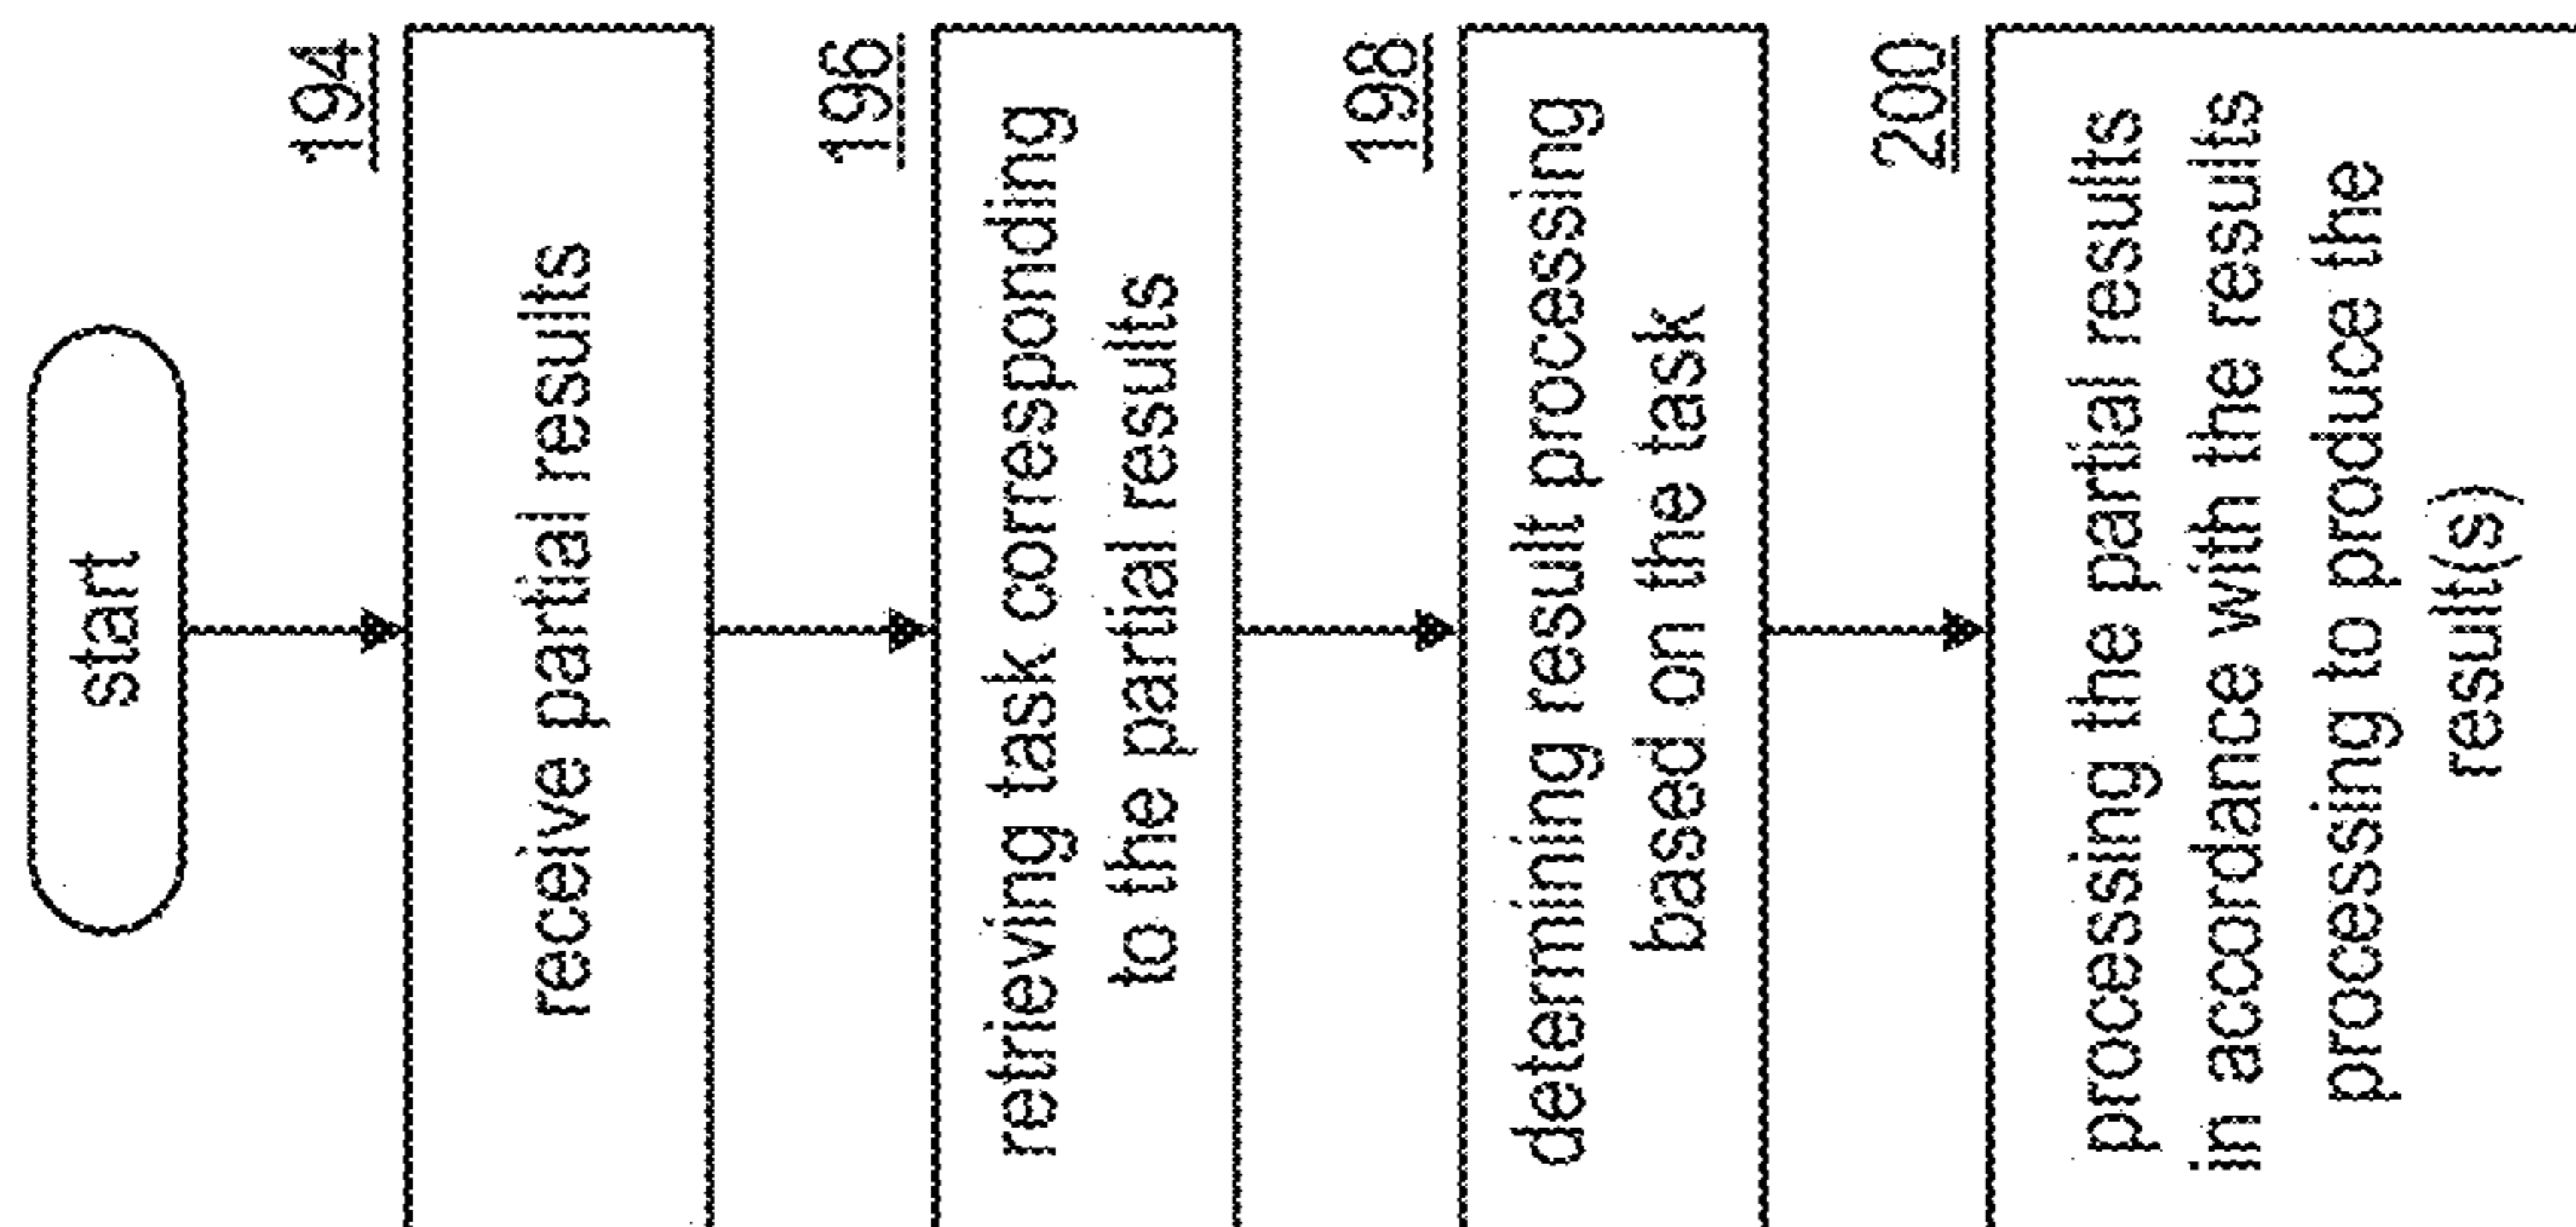 start
194
receive partial results
196
retrieving task corresponding
to the partial results
198
determining result processing
based on the task
200
processing the partial results
in accordance with the results
processing to produce the
result(s)